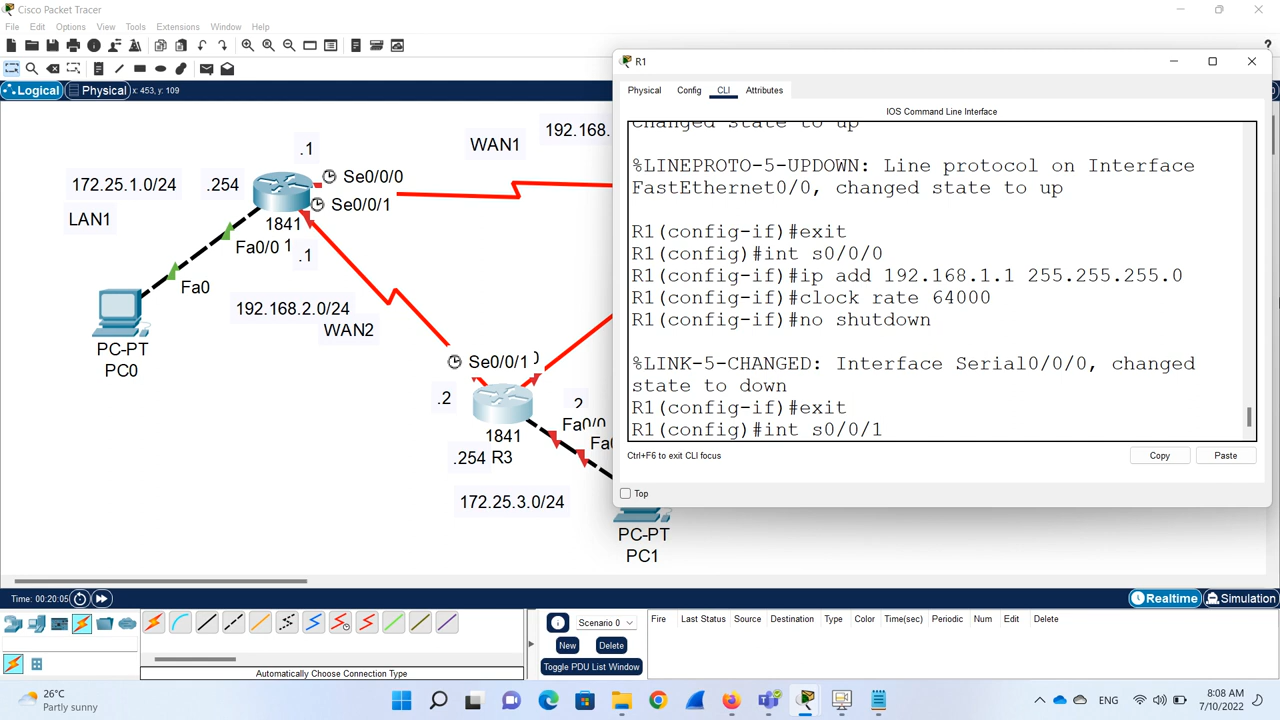 Cisco Packet Tracer
File Edit Options View Tools Extensions Window Help
?
Logical Physical x: 453, y: 109
R1
Physical Config CLI Attributes
IOS Command Line Interface
changed state to up
%LINEPROTO-5-UPDOWN: Line protocol on Interface
FastEthernet0/0, changed state to up
R1(config-if)#exit
R1(config)#int s0/0/0
R1(config-if)#ip add 192.168.1.1 255.255.255.0
R1(config-if)#clock rate 64000
R1(config-if)#no shutdown
%LINK-5-CHANGED: Interface Serial0/0/0, changed
state to down
R1(config-if)#exit
R1(config)#int s0/0/1
Ctrl+F6 to exit CLI focus
Copy Paste
Top
192.168.
WAN1
.1
172.25.1.0/24 .254 Se0/0/0
Se0/0/1
LAN1
1841
Fa0/0 1
.1
Fa0
192.168.2.0/24
WAN2
PC-PT
PC0
Se0/0/1
.2
Fa0/0
1841
.254 R3
172.25.3.0/24
PC-PT
PC1
Time: 00:20:05
Realtime Simulation
Scenario 0
New Delete
Toggle PDU List Window
Fire Last Status Source Destination Type Color Time(sec) Periodic Num Edit Delete
Automatically Choose Connection Type
26°C
Partly sunny
ENG
8:08 AM
7/10/2022